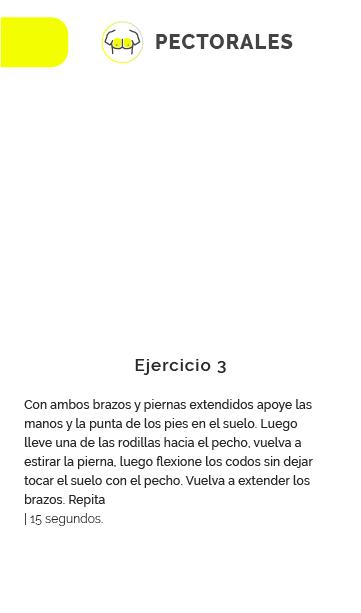 PECTORALES
Ejercicio 3
Con ambos brazos y piernas extendidos apoye las
manos y la punta de los pies en el suelo. Luego
lleve una de las rodillas hacia el pecho, vuelva a
estirar la pierna, luego flexione los codos sin dejar
tocar el suelo con el pecho. Vuelva a extender los
brazos. Repita
| 15 segundos.